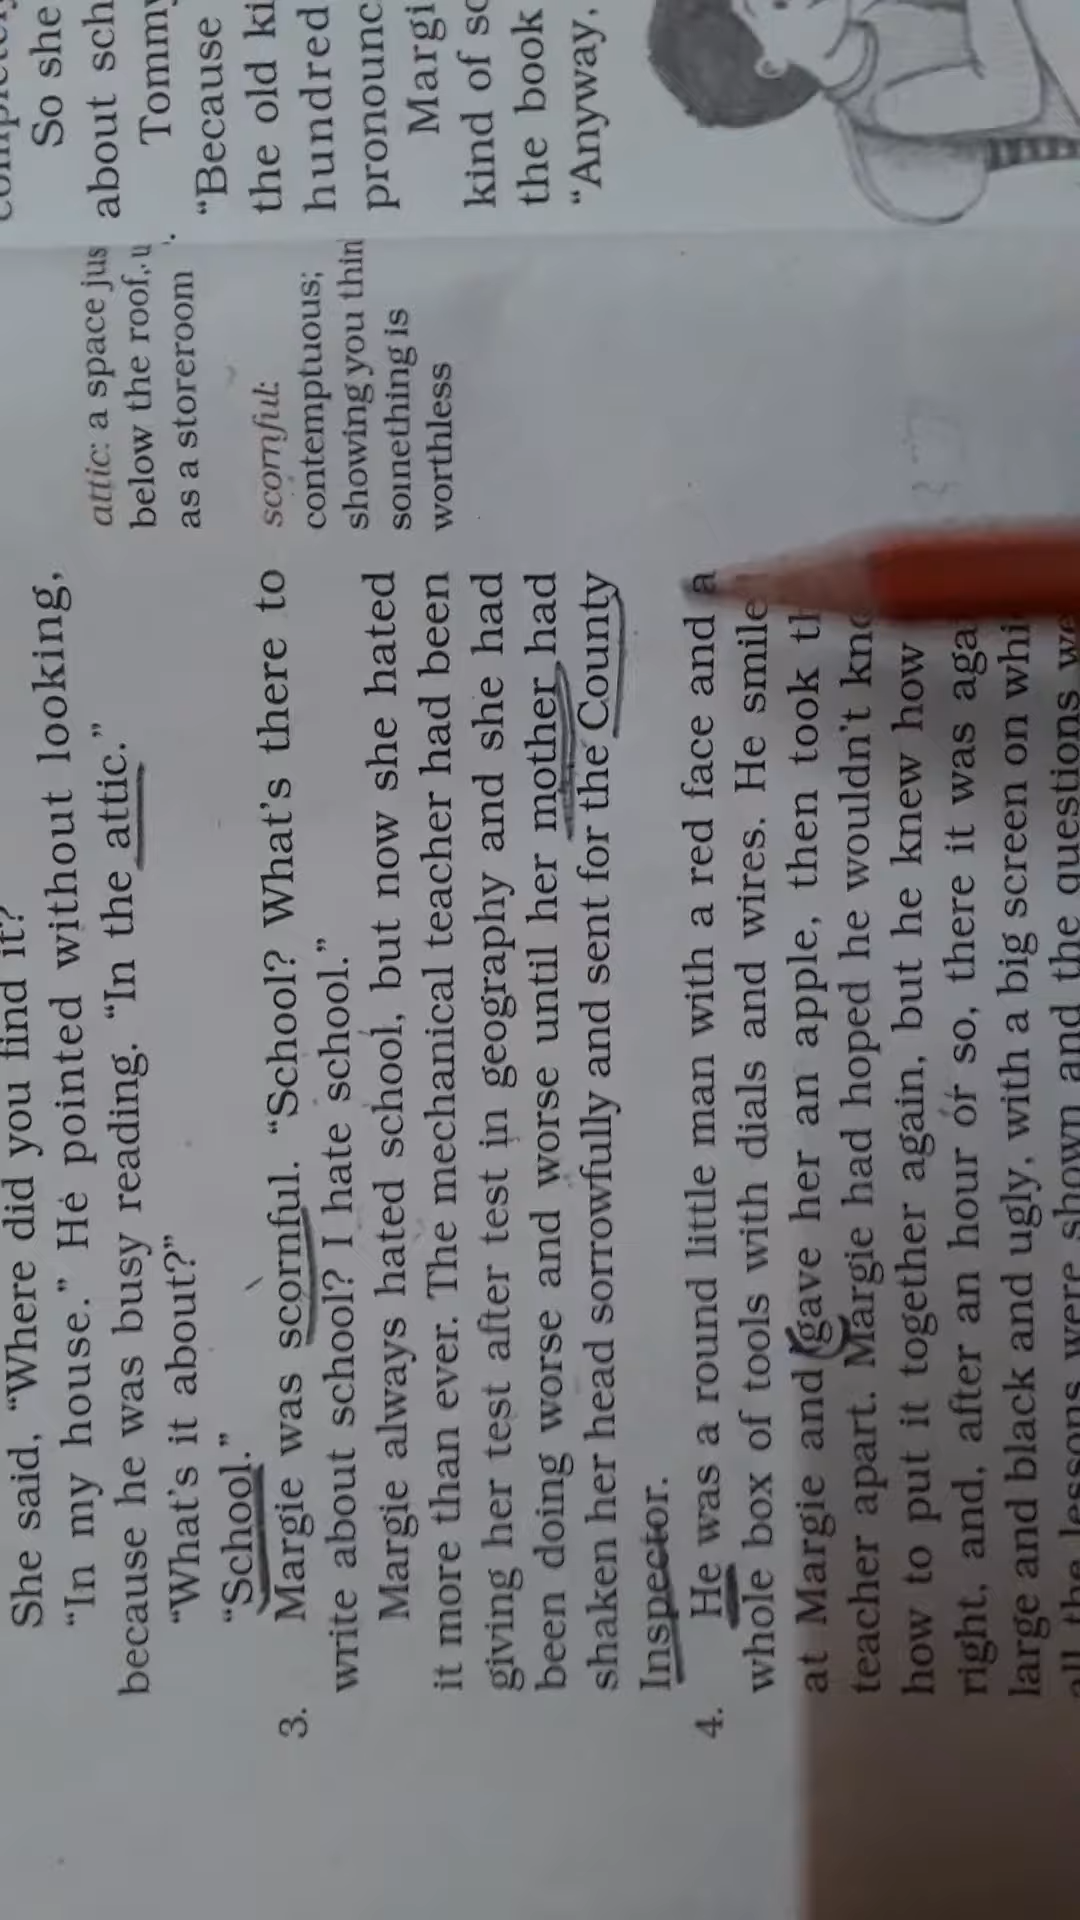 She said, “Where did you find it?
“In my house.” He pointed without looking,
because he was busy reading. “In the attic.”
“What’s it about?”
“School.”
3. Margie was scornful. “School? What’s there to
write about school? I hate school.”
Margie always hated school, but now she hated
it more than ever. The mechanical teacher had been
giving her test after test in geography and she had
been doing worse and worse until her mother had
shaken her head sorrowfully and sent for the County
Inspector.
4. He was a round little man with a red face and a
whole box of tools with dials and wires. He smile
at Margie and gave her an apple, then took th
teacher apart. Margie had hoped he wouldn’t kno
how to put it together again, but he knew how
right, and, after an hour or so, there it was aga
large and black and ugly, with a big screen on whi
all the lessons were shown and the questions we
attic: a space jus
below the roof, u
as a storeroom
scornful:
contemptuous;
showing you thin
something is
worthless
So she
about sch
Tommy
“Because
the old ki
hundred
pronounc
Margi
kind of sc
the book
“Anyway,